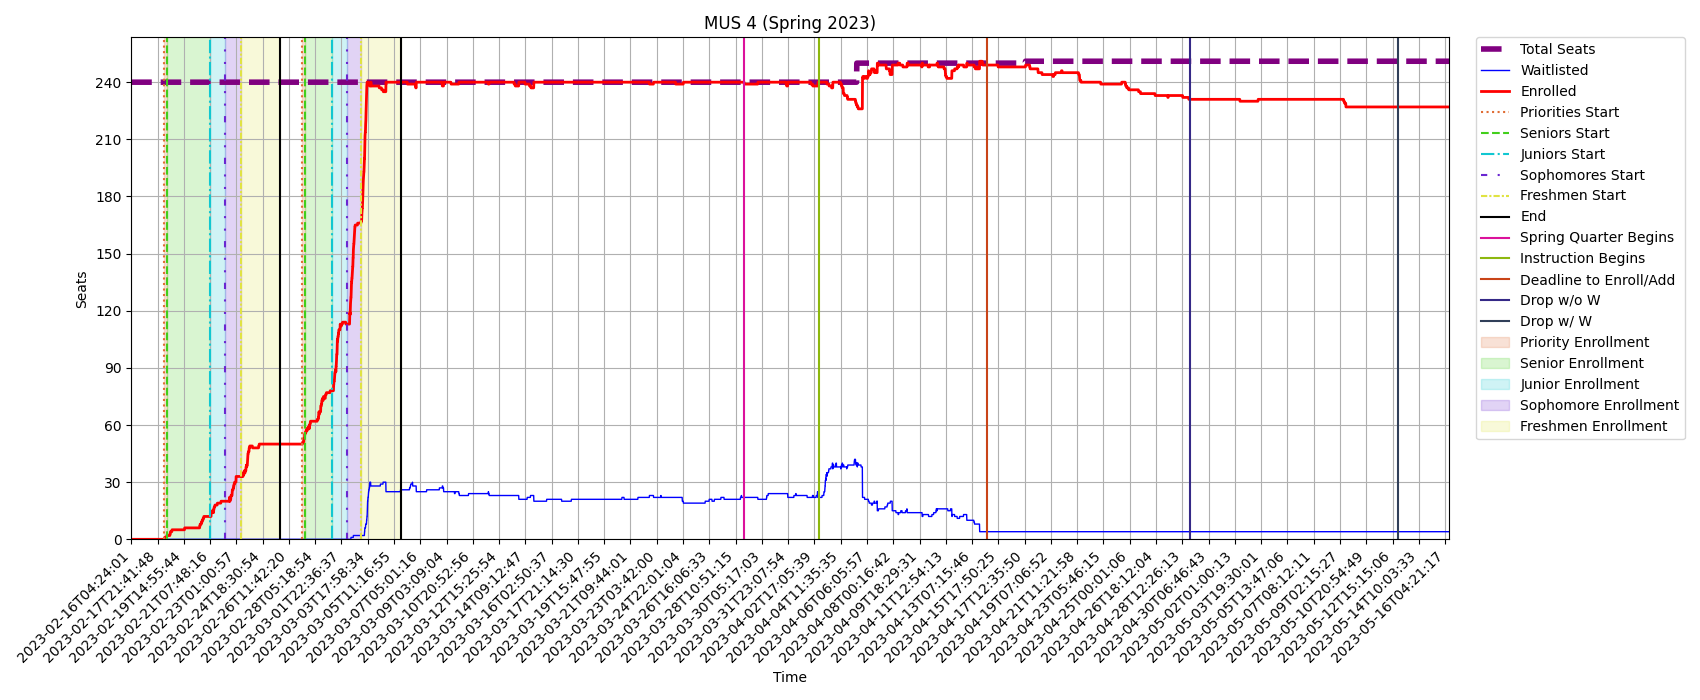 MUS 4 (Spring 2023)
Seats
240
210
180
150
120
90
60
30
0
2023-02-16T04:24:01
2023-02-17T21:41:48
2023-02-19T14:55:44
2023-02-21T07:48:16
2023-02-23T01:00:57
2023-02-24T18:30:54
2023-02-26T11:42:20
2023-02-28T05:18:54
2023-03-01T22:36:37
2023-03-03T17:58:34
2023-03-05T11:16:55
2023-03-07T05:01:16
2023-03-09T03:09:04
2023-03-10T20:52:56
2023-03-12T15:25:54
2023-03-14T09:12:47
2023-03-16T02:50:37
2023-03-17T21:14:30
2023-03-19T15:47:55
2023-03-21T09:44:01
2023-03-23T03:42:00
2023-03-24T22:01:04
2023-03-26T16:06:33
2023-03-28T10:51:15
2023-03-30T05:17:03
2023-03-31T23:07:54
2023-04-02T17:05:39
2023-04-04T11:35:35
2023-04-06T06:05:57
2023-04-08T00:16:42
2023-04-09T18:29:31
2023-04-11T12:54:13
2023-04-13T07:15:46
2023-04-15T17:50:25
2023-04-17T12:35:50
2023-04-19T07:06:52
2023-04-21T11:21:58
2023-04-23T05:46:15
2023-04-25T00:01:06
2023-04-26T18:12:04
2023-04-28T12:26:13
2023-04-30T06:46:43
2023-05-02T01:00:13
2023-05-03T19:30:01
2023-05-05T13:47:06
2023-05-07T08:12:11
2023-05-09T02:15:27
2023-05-10T20:54:49
2023-05-12T15:15:06
2023-05-14T10:03:33
2023-05-16T04:21:17
Time
Total Seats
Waitlisted
Enrolled
Priorities Start
Seniors Start
Juniors Start
Sophomores Start
Freshmen Start
End
Spring Quarter Begins
Instruction Begins
Deadline to Enroll/Add
Drop w/o W
Drop w/ W
Priority Enrollment
Senior Enrollment
Junior Enrollment
Sophomore Enrollment
Freshmen Enrollment